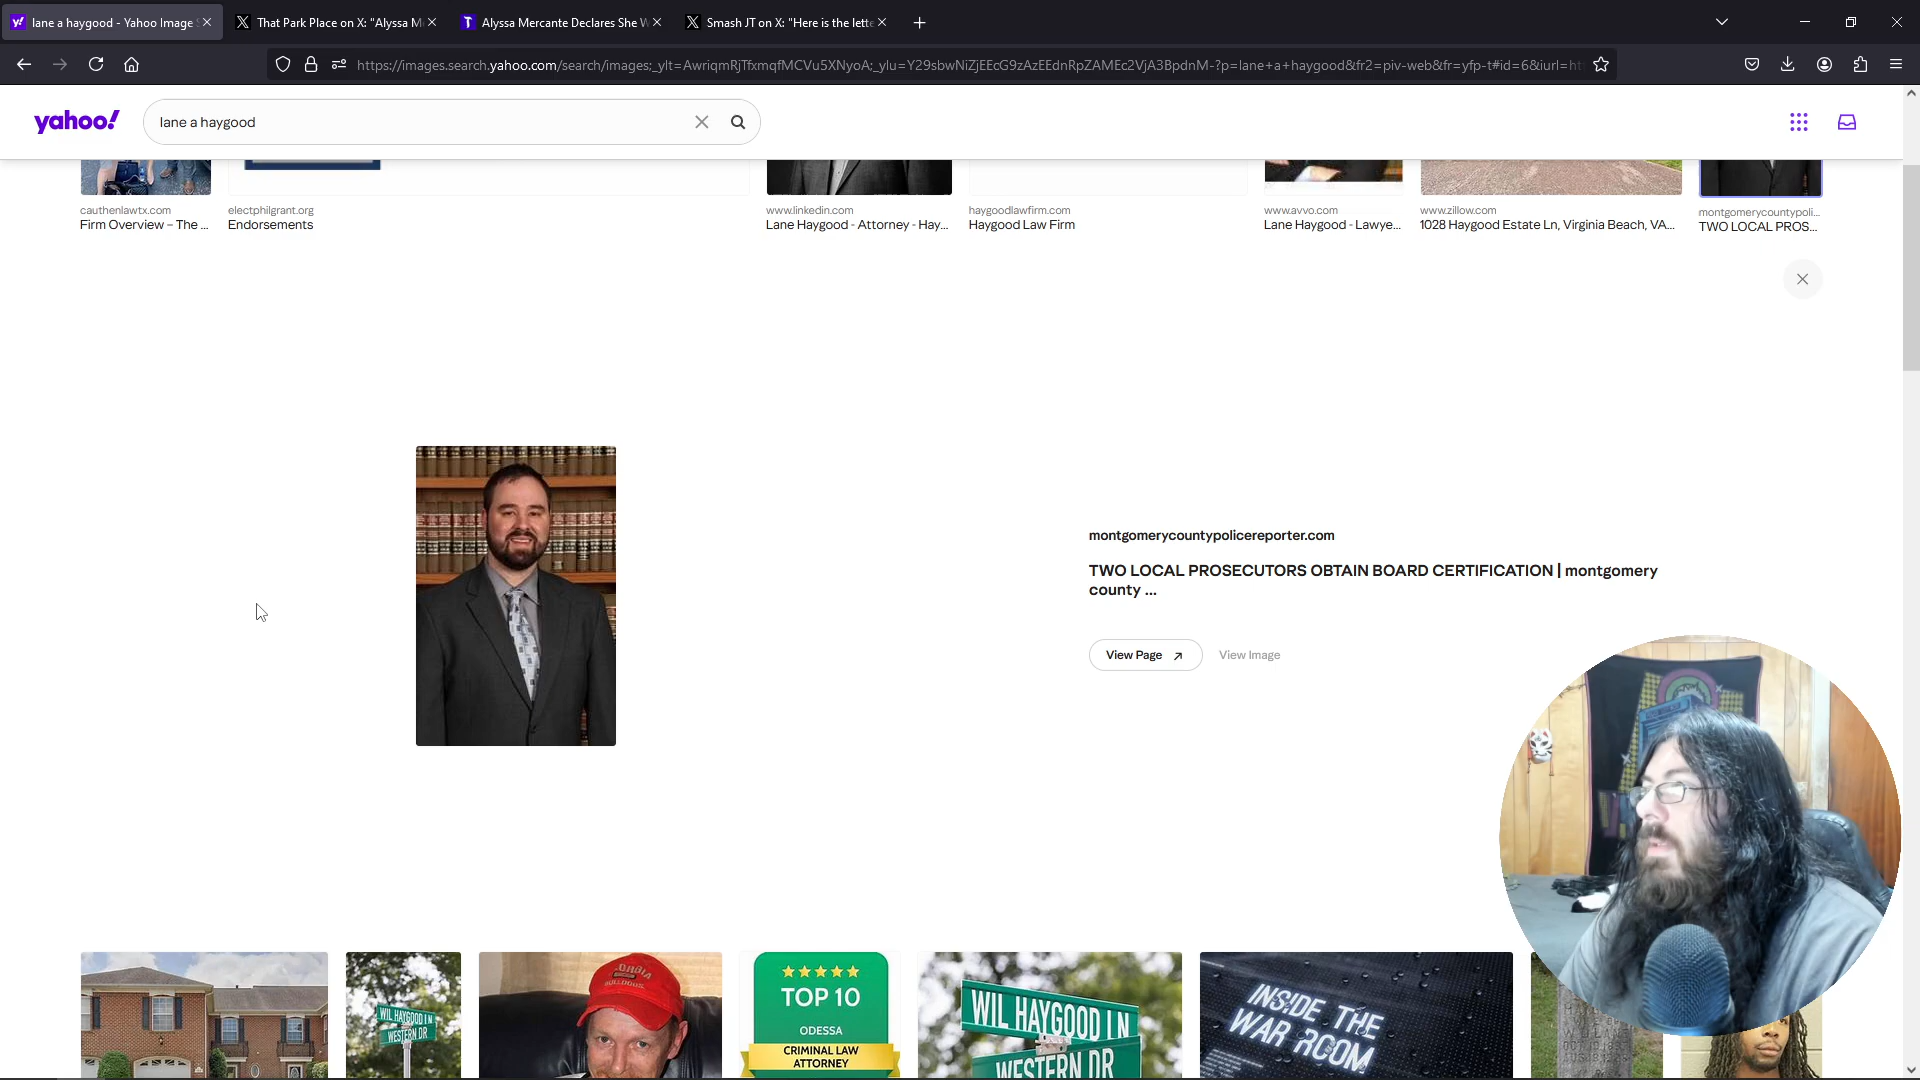 lane a haygood - Yahoo Image S
That Park Place on X: "Alyssa M
Alyssa Mercante Declares She W
Smash JT on X: "Here is the lette
https://images.search.yahoo.com/search/images;_ylt=AwriqmRjTfxmqfMCVu5XNyoA;_ylu=Y29sbwNiZjEEcG9zAzEEdnRpZAMEc2VjA3BpdnM-?p=lane+a+haygood&fr2=piv-web&fr=yfp-t#id=6&iurl=ht
yahoo!
lane a haygood
cauthenlawtx.com
Firm Overview – The ...
electphilgrant.org
Endorsements
www.linkedin.com
Lane Haygood - Attorney - Hay...
haygoodlawfirm.com
Haygood Law Firm
www.avvo.com
Lane Haygood - Lawye...
www.zillow.com
1028 Haygood Estate Ln, Virginia Beach, VA...
montgomerycountypoli...
TWO LOCAL PROS...
montgomerycountypolicereporter.com
TWO LOCAL PROSECUTORS OBTAIN BOARD CERTIFICATION | montgomery
county ...
View Page
View Image
WIL HAYGOOD LN
WESTERN DR
BULLDOGS
TOP 10
ODESSA
CRIMINAL LAW
ATTORNEY
WIL HAYGOOD LN
WESTERN DR
INSIDE THE
WAR ROOM